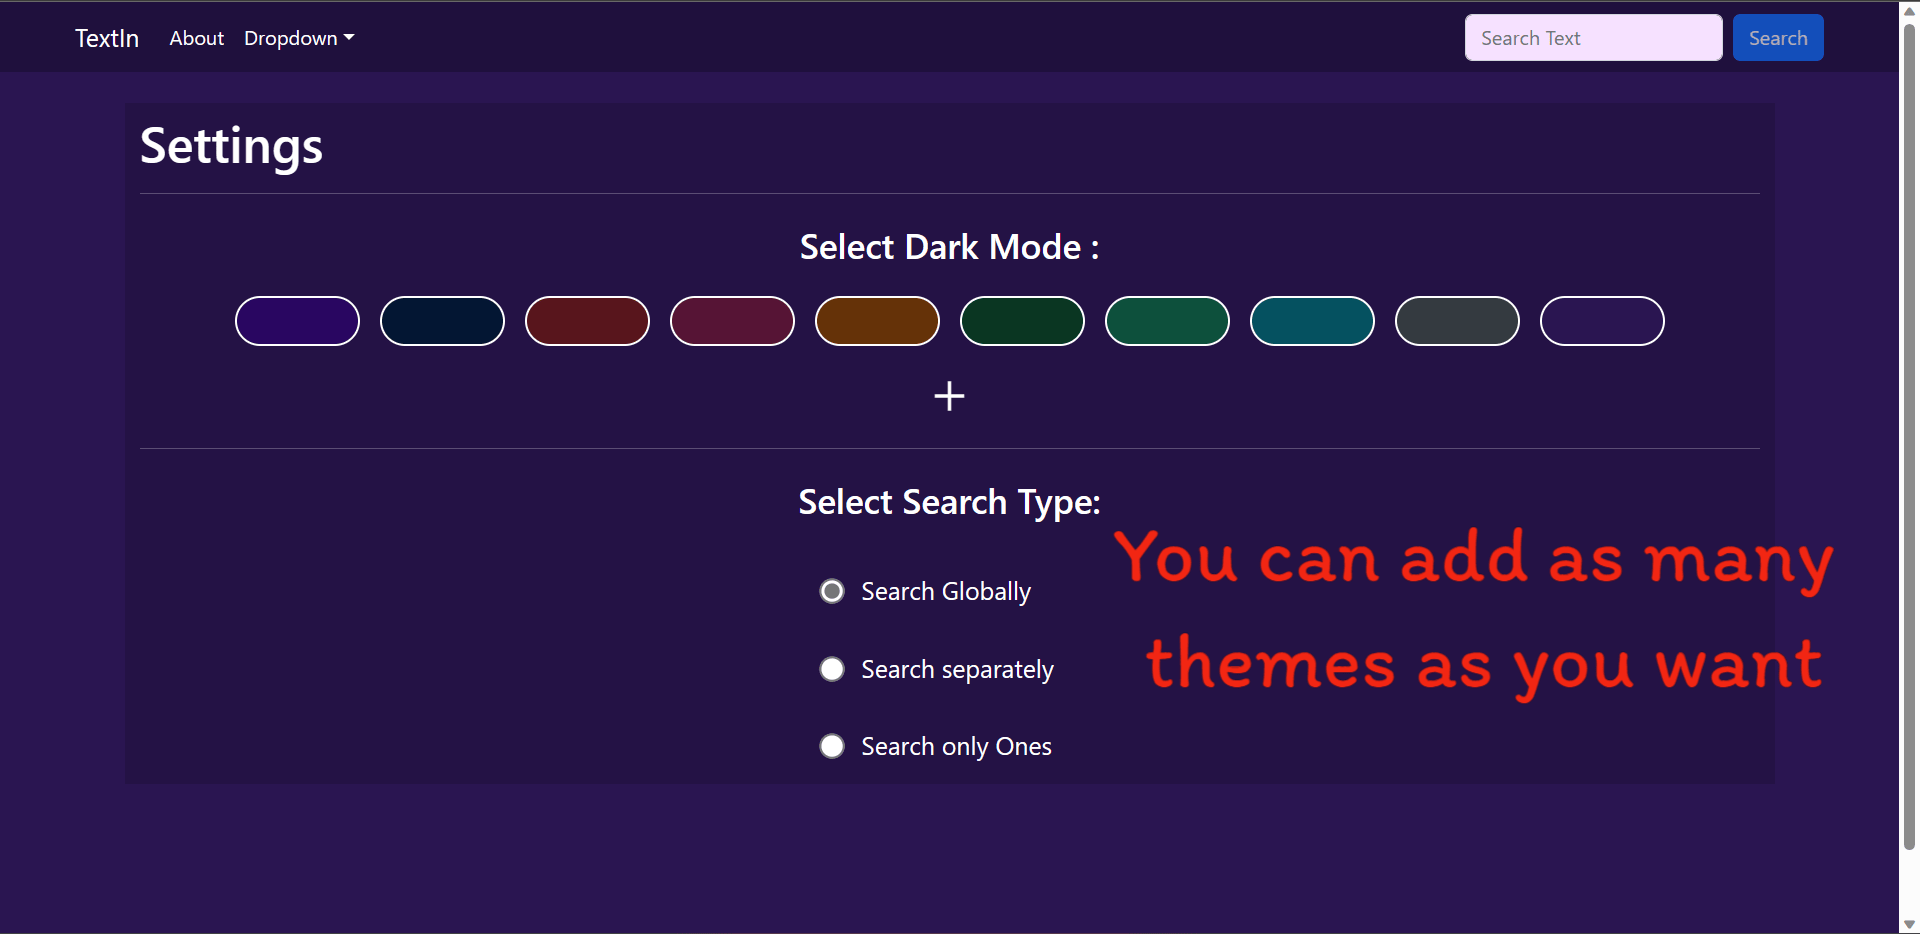 TextIn About Dropdown Search Text Search
Settings
Select Dark Mode :
Select Search Type:
Search Globally
Search separately
Search only Ones
You can add as many
themes as you want